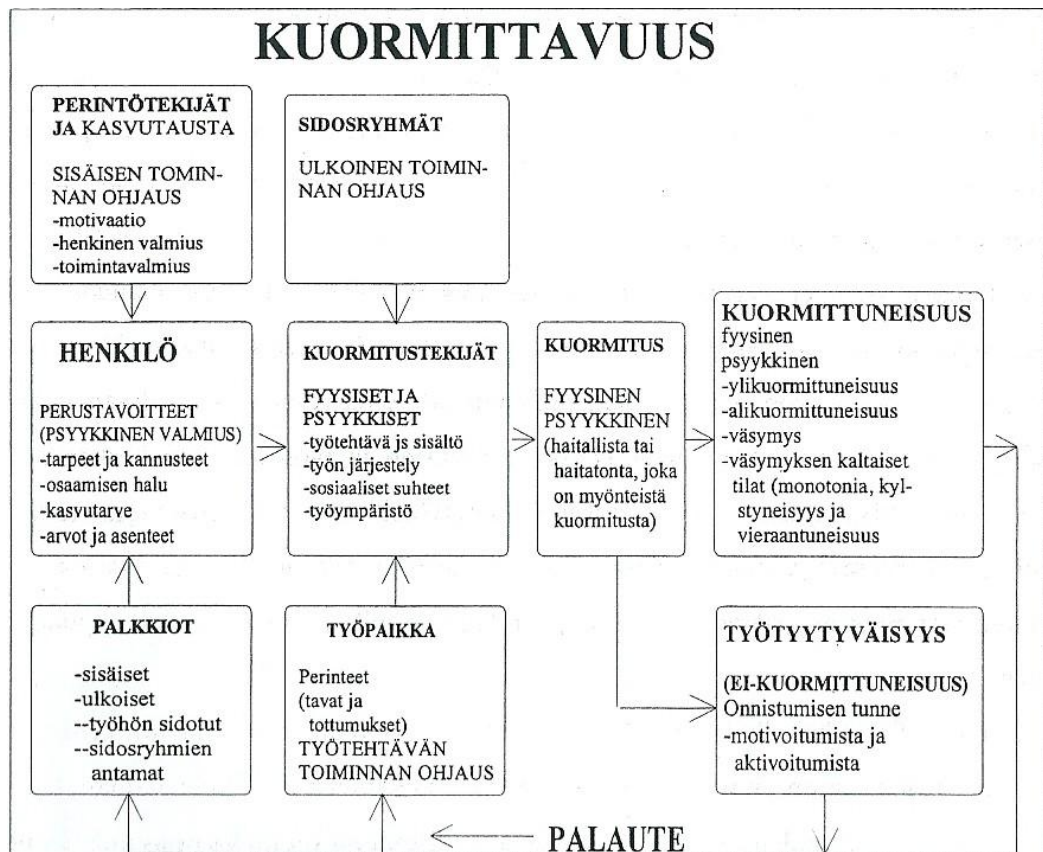 KUORMITTAVUUS
PERINTÖTEKIJÄT
JA KASVUTAUSTA
SISÄISEN TOMIN-
NAN OHJAUS
-motivaatio
-henkinen valmius
-toimintavalmius
SIDOSRYHMÄT
ULKOINEN TOIMIN-
NAN OHJAUS
HENKILÖ
PERUSTAVOITTEET
(PSYYKKINEN VALMIUS)
-tarpeet ja kannusteet
-osaamisen halu
-kasvutarve
-arvot ja asenteet
KUORMITUSTEKIJÄT
FYYSISET JA
PSYYKKISET
-työtehtävä js sisältö
-työn järjestely
-sosiaaliset suhteet
-työympäristö
KUORMITUS
FYYSINEN
PSYYKKINEN
(haitallista tai
haitatonta, joka
on myönteistä
kuormitusta)
KUORMITTUNEISUUS
fyysinen
psyykkinen
-ylikuormittuneisuus
-alikuormittuneisuus
-väsymys
-väsymyksen kaltaiset
tilat (monotonia, kyl-
styneisyys ja
vieraantuneisuus
PALKKIOT
-sisäiset
-ulkoiset
--työhön sidotut
--sidosryhmien
antamat
TYÖPAIKKA
Perinteet
(tavat ja
tottumukset)
TYÖTEHTÄVÄN
TOIMINNAN OHJAUS
TYÖTYYTYVÄISYYS
(EI-KUORMITTUNEISUUS)
Onnistumisen tunne
-motivoitumista ja
aktivoitumista
PALAUTE